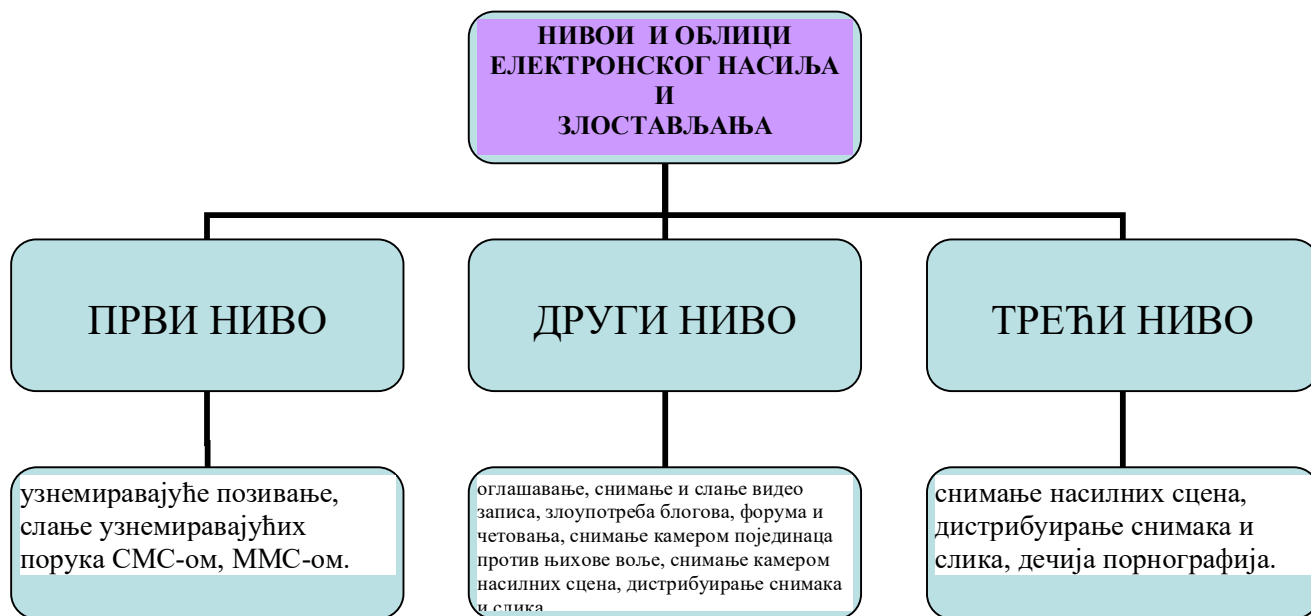 НИВОИ И ОБЛИЦИ
ЕЛЕКТРОНСКОГ НАСИЉА
И
ЗЛОСТАВЉАЊА
ПРВИ НИВО
ДРУГИ НИВО
ТРЕЋИ НИВО
узнемиравајуће позивање,
слање узнемиравајућих
порука СМС-ом, ММС-ом.
оглашавање, снимање и слање видео
записа, злоупотреба блогова, форума и
четовања, снимање камером појединаца
против њихове воље, снимање камером
насилних сцена, дистрибуирање снимака
и слика
снимање насилних сцена,
дистрибуирање снимака и
слика, дечија порнографија.